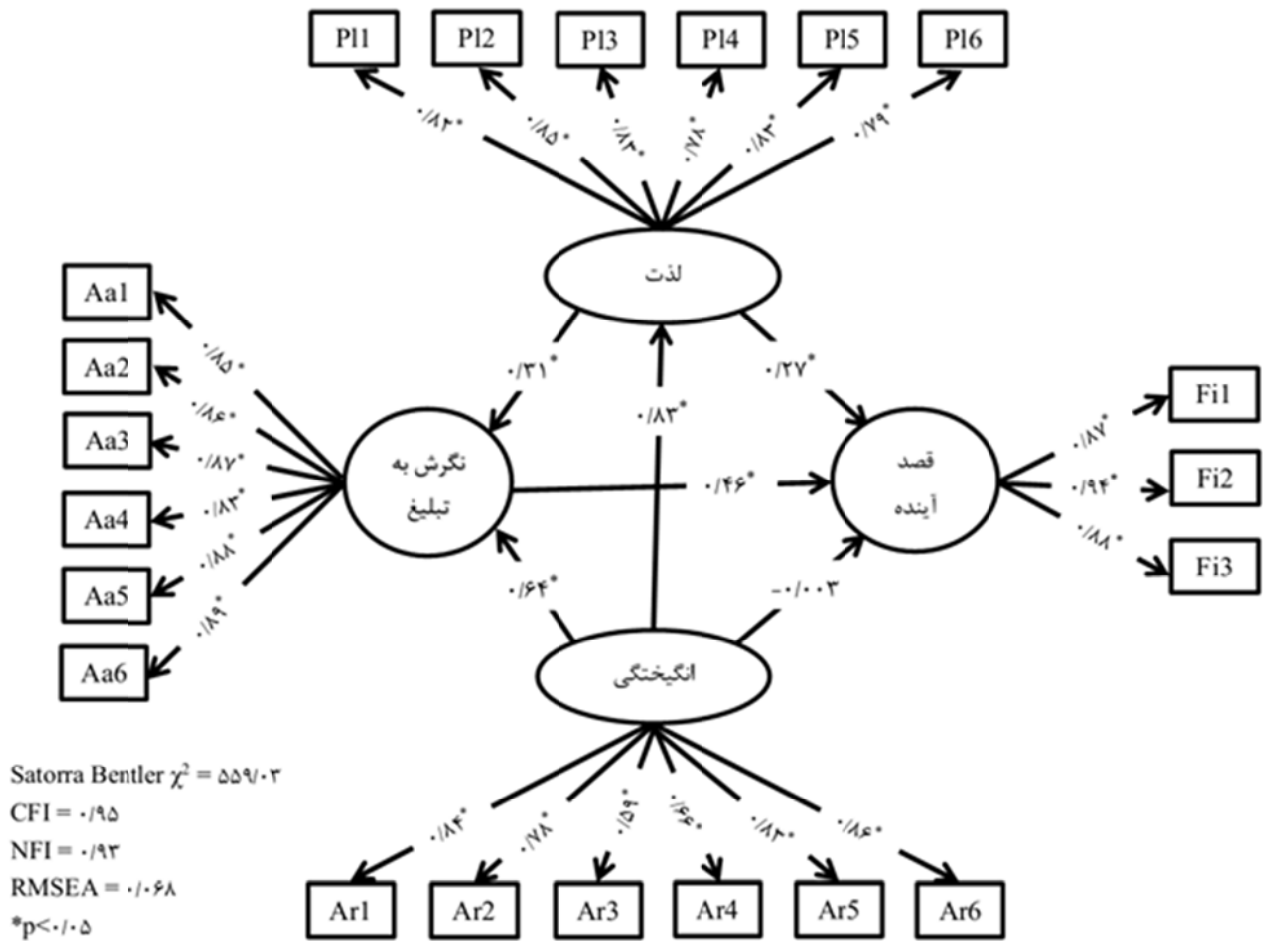 Pl1 Pl2 Pl3 Pl4 Pl5 Pl6
۰/۸۳* ۰/۸۵* ۰/۸۳* ۰/۷۸* ۰/۸۳* ۰/۷۹*
لذت
Aa1
Aa2
Aa3
Aa4
Aa5
Aa6
۰/۸۵*
۰/۸۶*
۰/۸۷*
۰/۸۳*
۰/۸۸*
۰/۸۹*
۰/۳۱* ۰/۲۷*
۰/۸۳*
نگرش به
تبلیغ
۰/۴۶*
قصد
آینده
۰/۸۷*
۰/۹۴*
۰/۸۸*
Fi1
Fi2
Fi3
۰/۶۴* -۰/۰۰۳
انگیختگی
۰/۸۴* ۰/۷۸* ۰/۵۹* ۰/۶۶* ۰/۸۳* ۰/۸۶*
Ar1 Ar2 Ar3 Ar4 Ar5 Ar6
Satorra Bentler χ² = ۵۵۹/۰۳
CFI = ۰/۹۵
NFI = ۰/۹۳
RMSEA = ۰/۰۶۸
*p<۰/۰۵